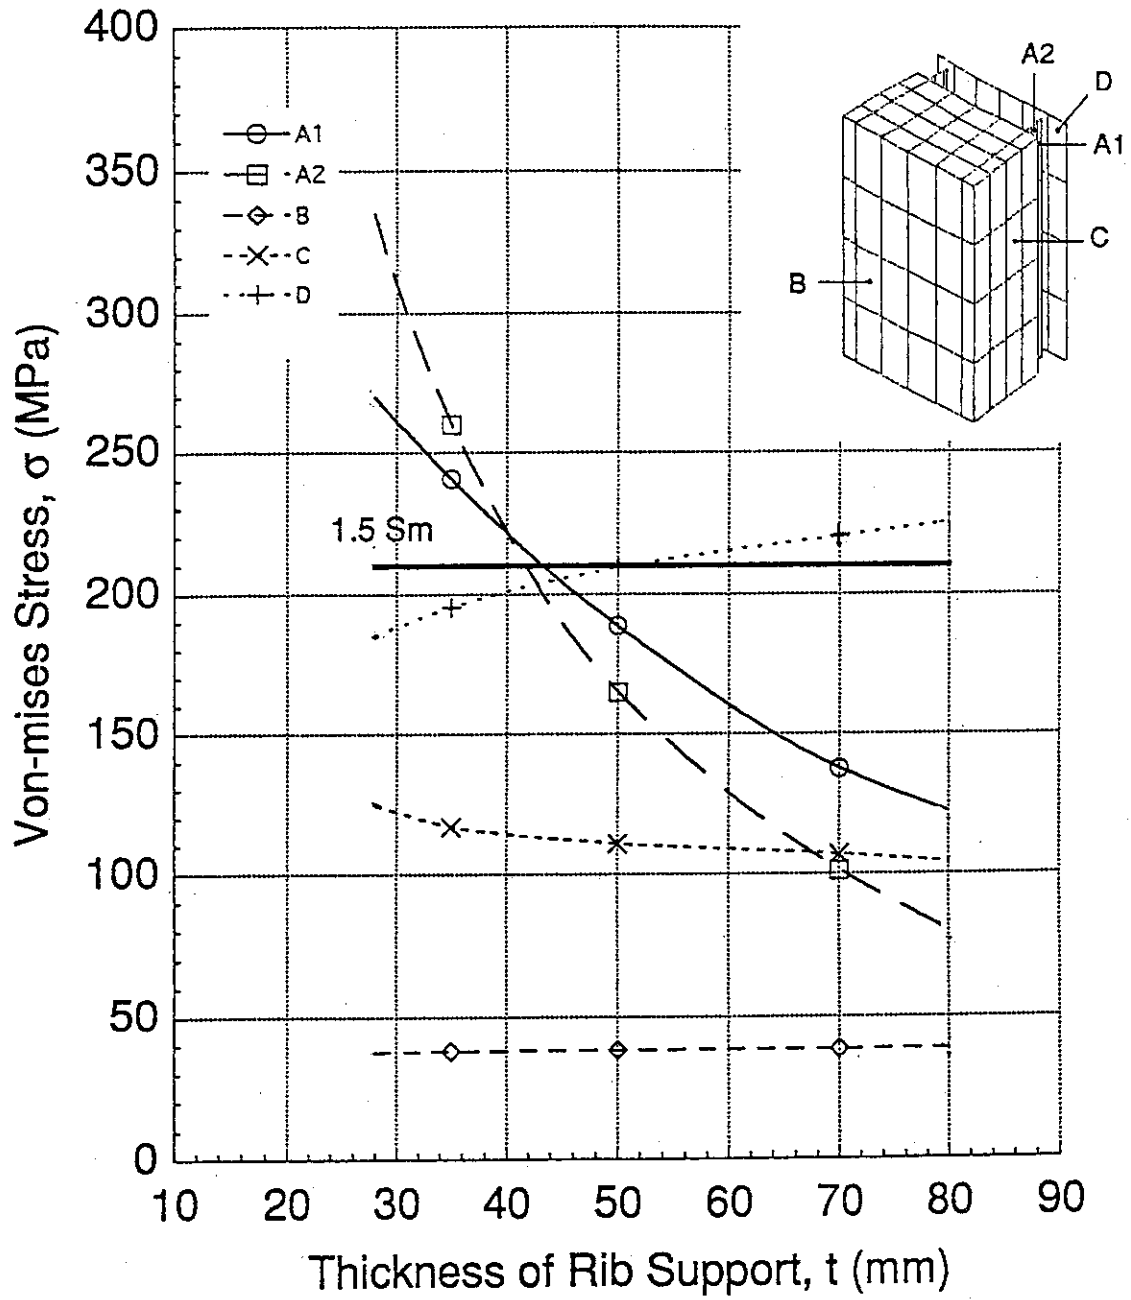 400
350
300
250
200
150
100
50
0
Von-mises Stress, σ (MPa)
A1
A2
B
C
D
1.5 Sm
A2
D
A1
C
B
10 20 30 40 50 60 70 80 90
Thickness of Rib Support, t (mm)